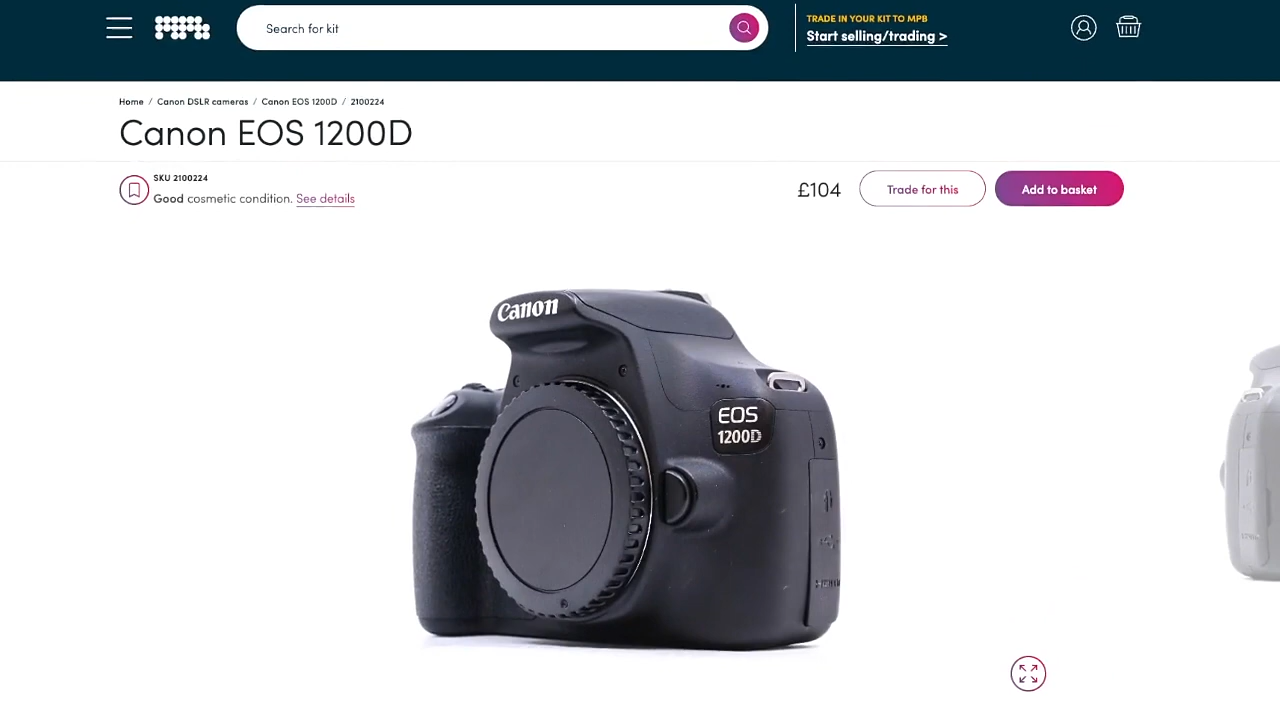 mpb
Search for kit
TRADE IN YOUR KIT TO MPB
Start selling/trading >
Home / Canon DSLR cameras / Canon EOS 1200D / 2100224
Canon EOS 1200D
SKU 2100224
Good cosmetic condition. See details
£104
Trade for this
Add to basket
Canon
EOS
1200D